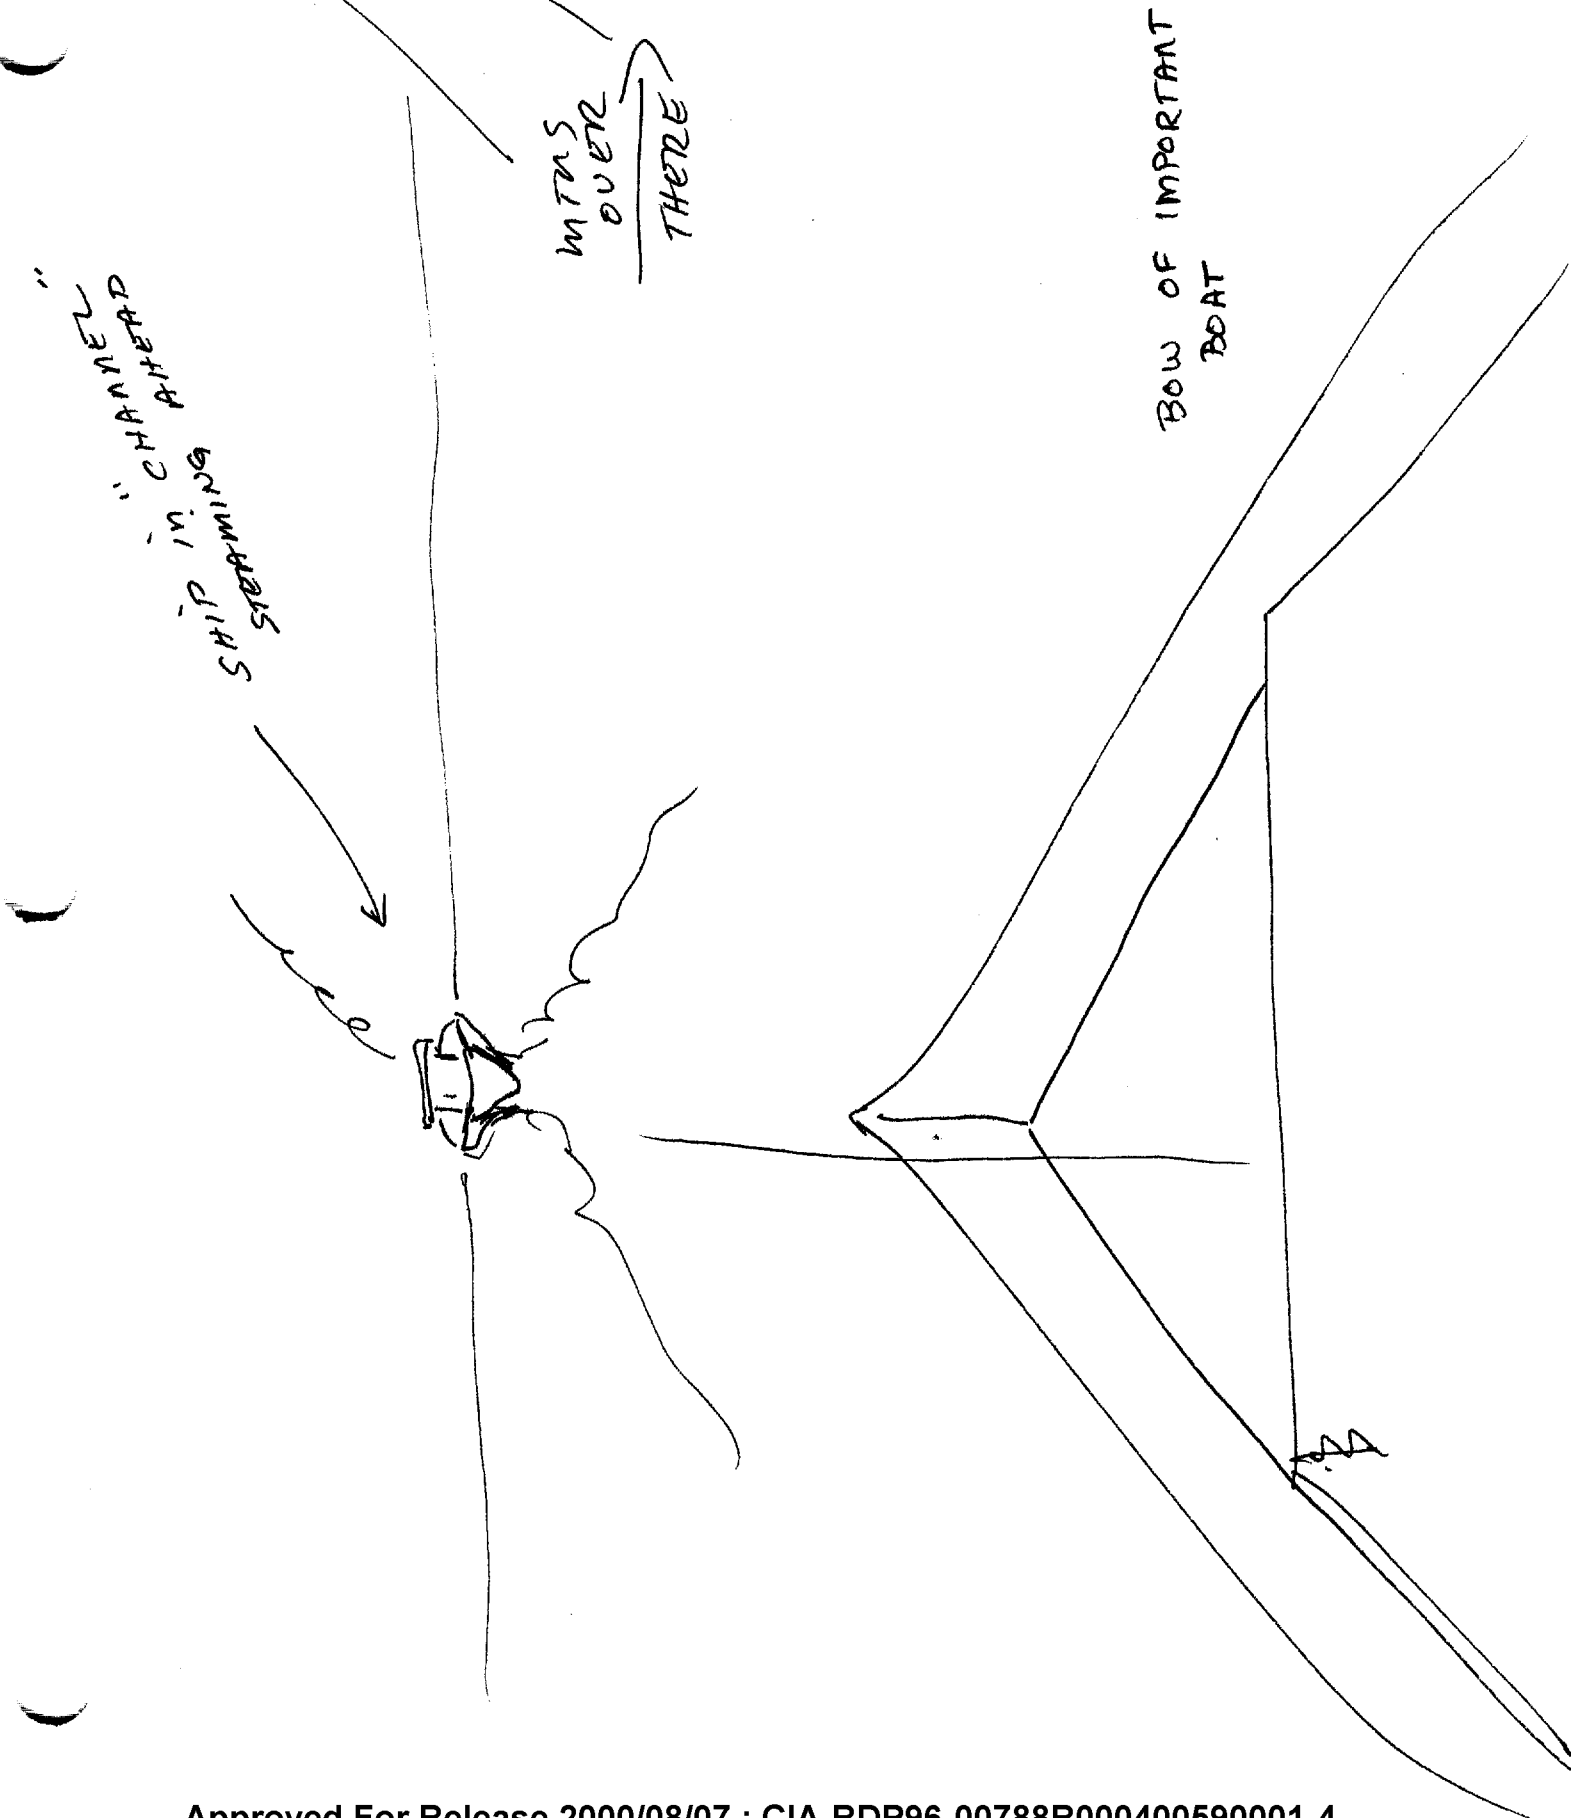 SHIP in "CHANNEL"
STEAMING AHEAD
MTNS
OVER
THERE
BOW OF IMPORTANT
BOAT
Approved For Release 2000/08/07 : CIA-RDP96-00788R000400590001-4